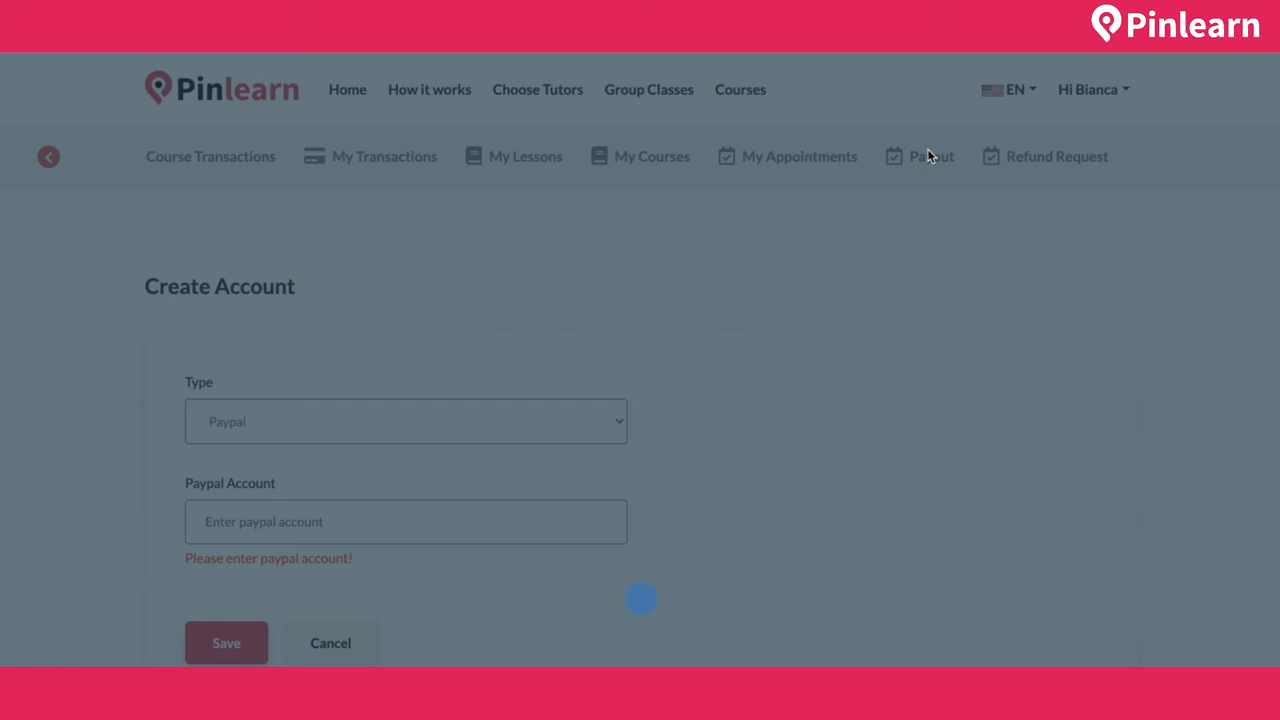 Pinlearn
Pinlearn Home How it works Choose Tutors Group Classes Courses EN Hi Bianca
Course Transactions My Transactions My Lessons My Courses My Appointments Payout Refund Request
Create Account
Type
Paypal
Paypal Account
Enter paypal account
Please enter paypal account!
Save Cancel